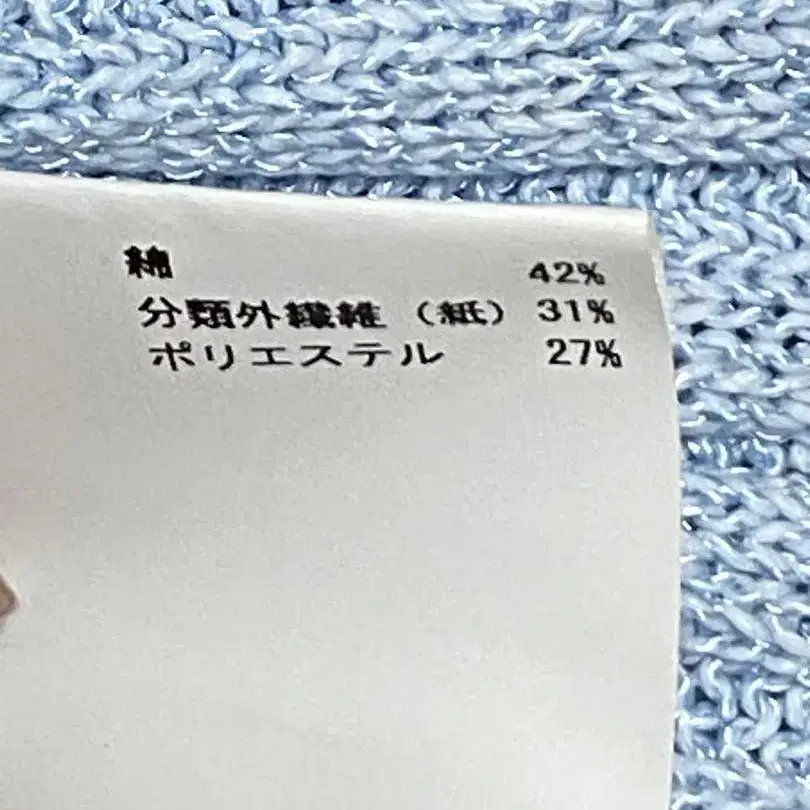 綿 42%
分類外繊維（紙） 31%
ポリエステル 27%